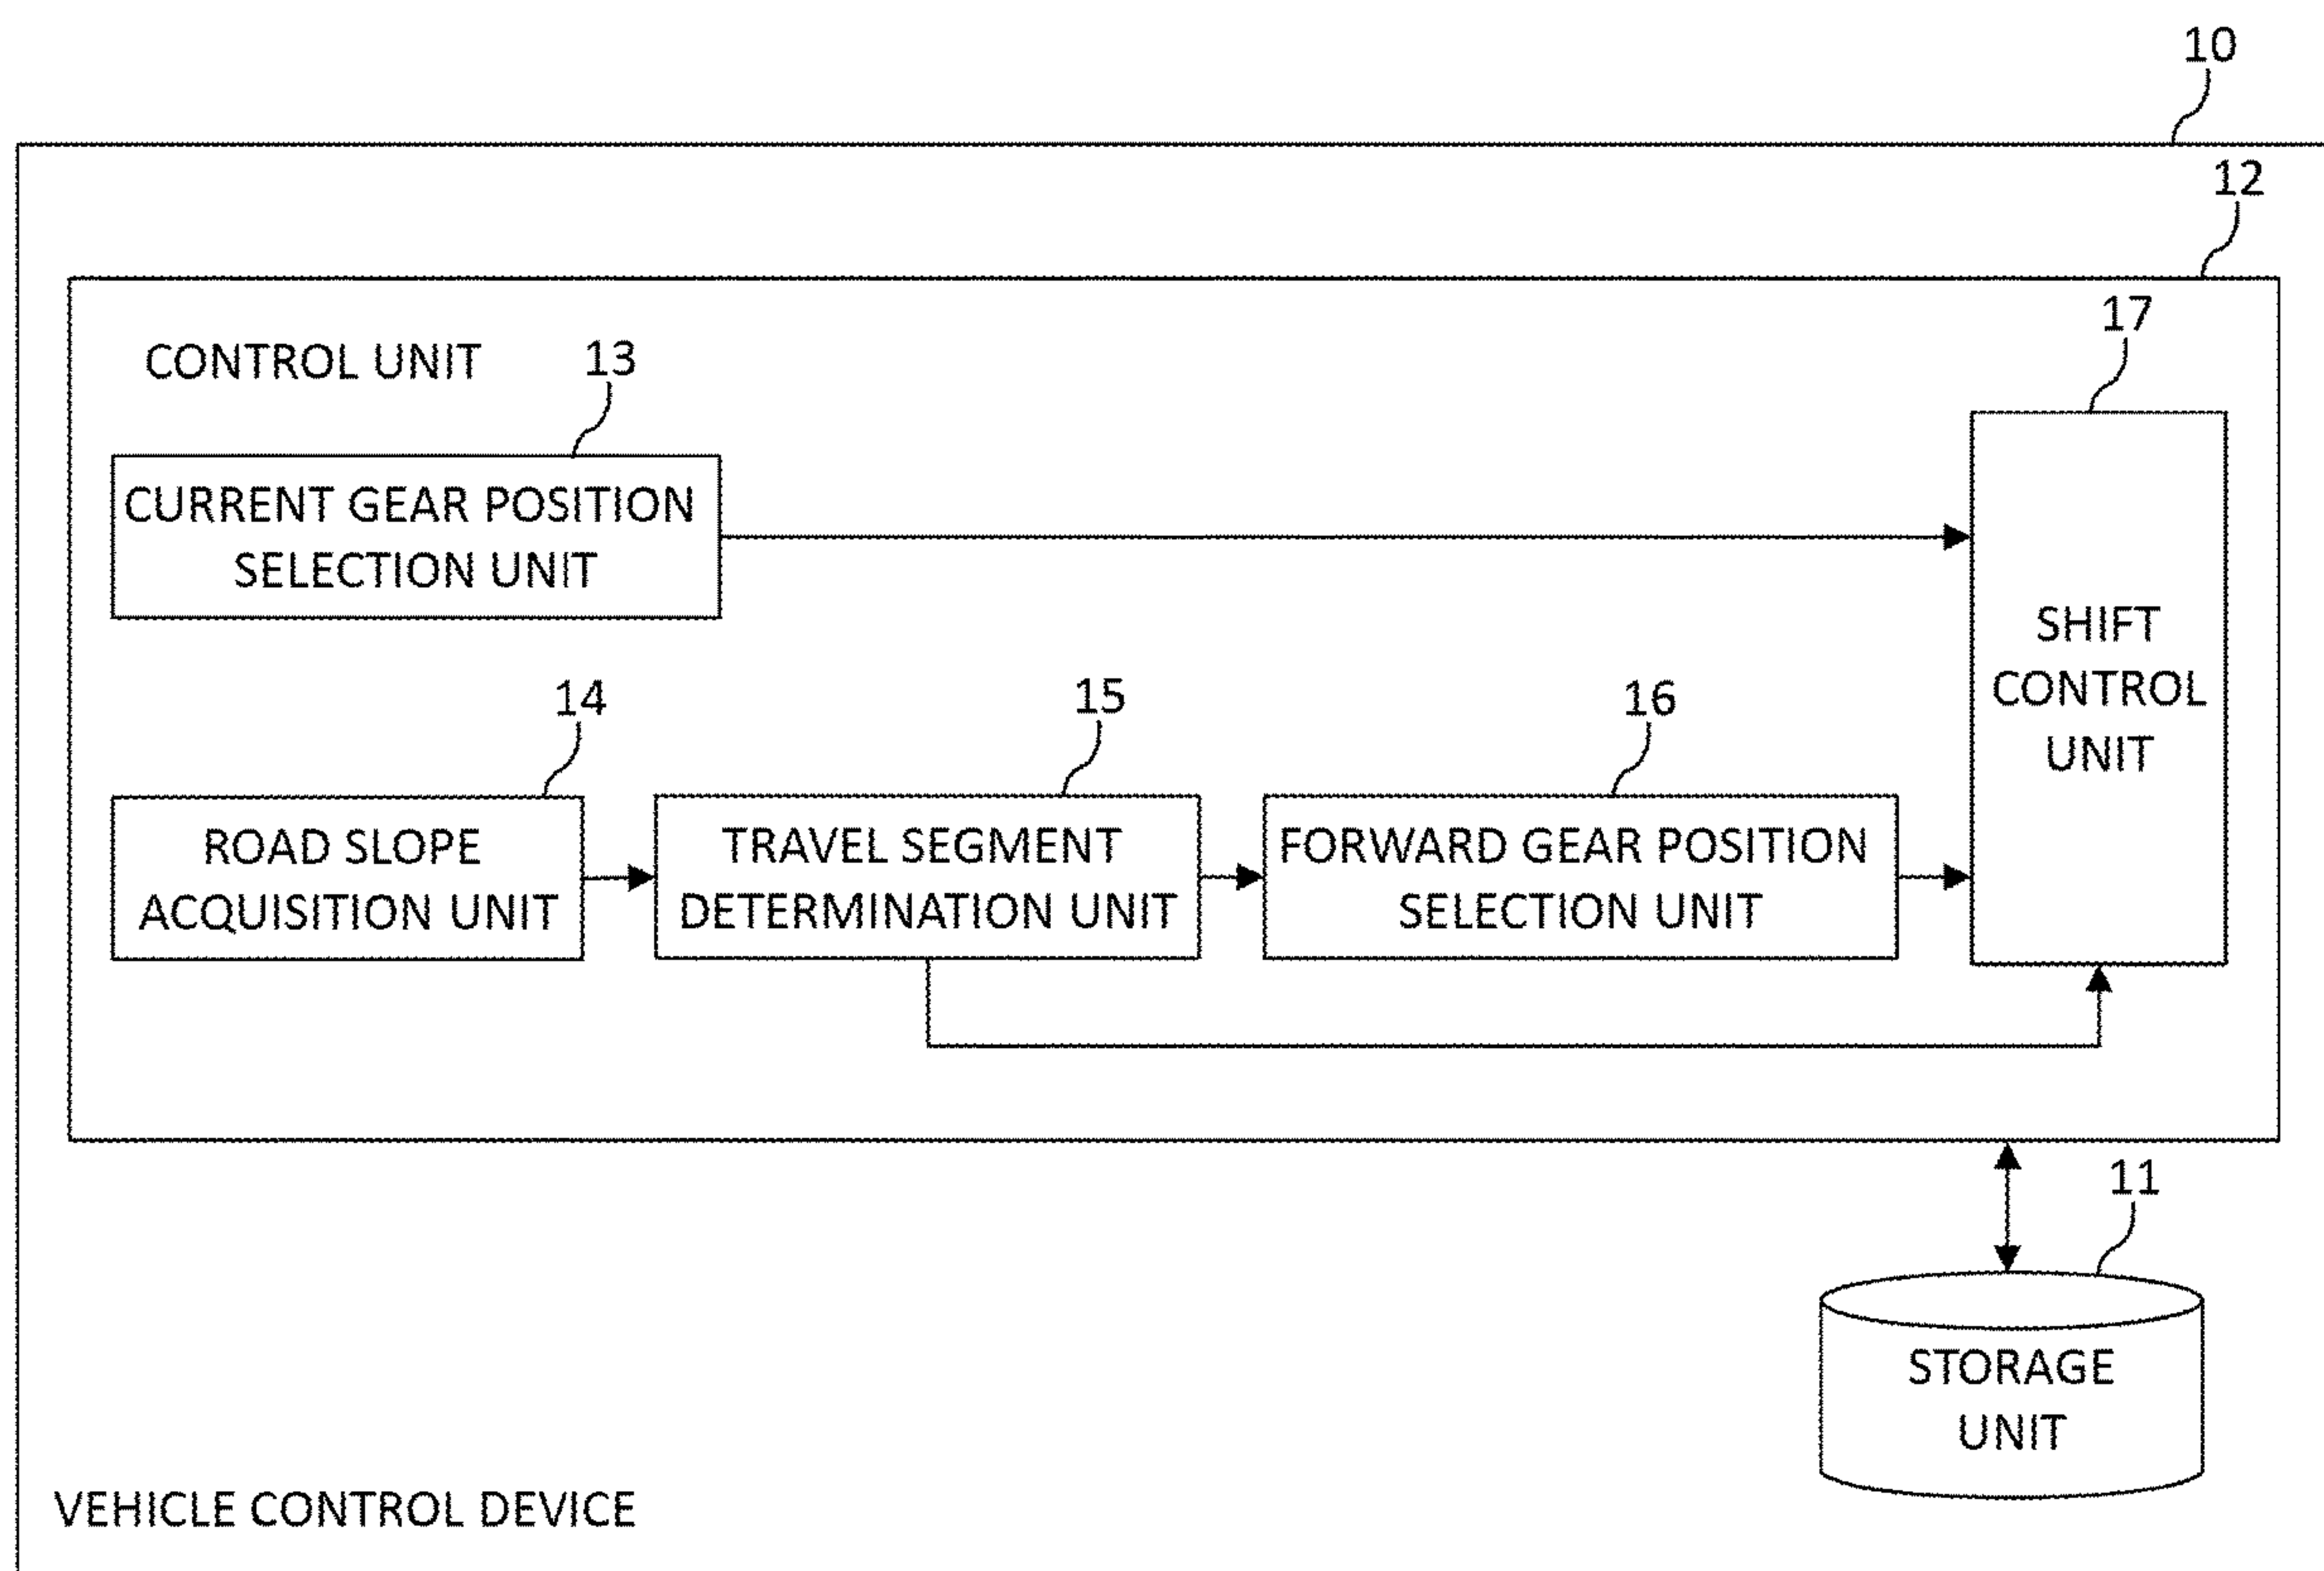 10
12
17
CONTROL UNIT
13
CURRENT GEAR POSITION
SELECTION UNIT
SHIFT
CONTROL
UNIT
14
15
16
ROAD SLOPE
ACQUISITION UNIT
TRAVEL SEGMENT
DETERMINATION UNIT
FORWARD GEAR POSITION
SELECTION UNIT
11
STORAGE
UNIT
VEHICLE CONTROL DEVICE